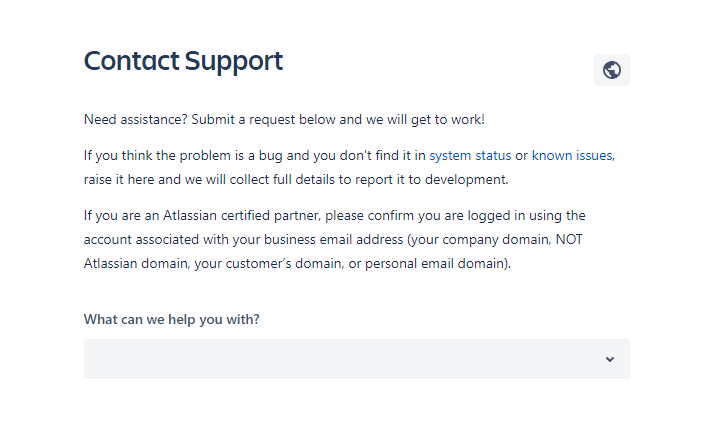 Contact Support
Need assistance? Submit a request below and we will get to work!
If you think the problem is a bug and you don't find it in system status or known issues,
raise it here and we will collect full details to report it to development.
If you are an Atlassian certified partner, please confirm you are logged in using the
account associated with your business email address (your company domain, NOT
Atlassian domain, your customer’s domain, or personal email domain).
What can we help you with?